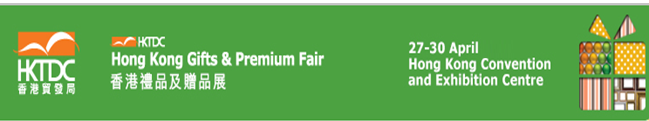 HKTDC
香港貿發局
HKTDC
Hong Kong Gifts & Premium Fair
香港禮品及贈品展
27-30 April
Hong Kong Convention
and Exhibition Centre